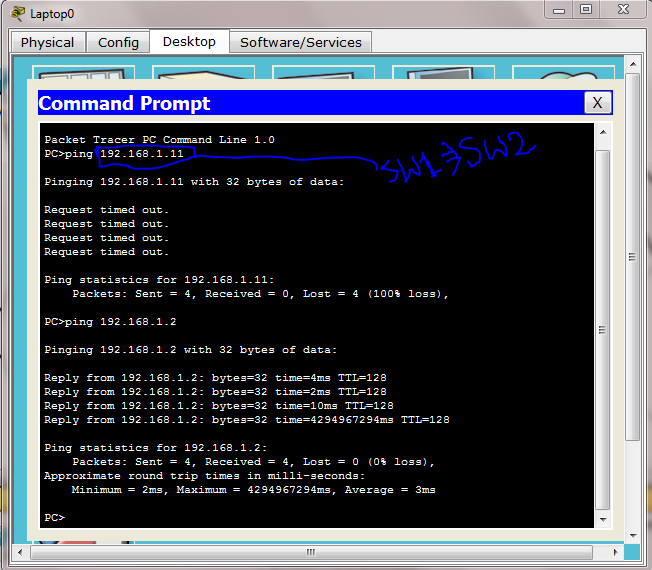 Laptop0
Physical Config Desktop Software/Services
Command Prompt X
Packet Tracer PC Command Line 1.0
PC>ping 192.168.1.11
SW1→SW2
Pinging 192.168.1.11 with 32 bytes of data:
Request timed out.
Request timed out.
Request timed out.
Request timed out.
Ping statistics for 192.168.1.11:
Packets: Sent = 4, Received = 0, Lost = 4 (100% loss),
PC>ping 192.168.1.2
Pinging 192.168.1.2 with 32 bytes of data:
Reply from 192.168.1.2: bytes=32 time=4ms TTL=128
Reply from 192.168.1.2: bytes=32 time=2ms TTL=128
Reply from 192.168.1.2: bytes=32 time=10ms TTL=128
Reply from 192.168.1.2: bytes=32 time=4294967294ms TTL=128
Ping statistics for 192.168.1.2:
Packets: Sent = 4, Received = 4, Lost = 0 (0% loss),
Approximate round trip times in milli-seconds:
Minimum = 2ms, Maximum = 4294967294ms, Average = 3ms
PC>